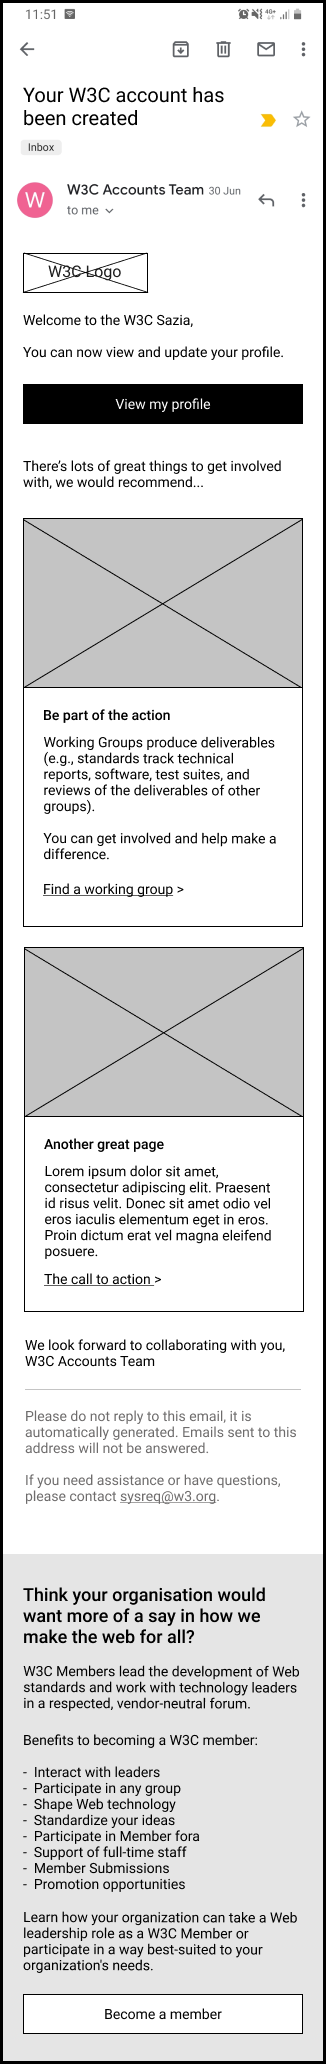 11:51
Your W3C account has
been created
Inbox
W
W3C Accounts Team 30 Jun
to me
W3C Logo
Welcome to the W3C Sazia,
You can now view and update your profile.
View my profile
There's lots of great things to get involved
with, we would recommend...
Be part of the action
Working Groups produce deliverables
(e.g., standards track technical
reports, software, test suites, and
reviews of the deliverables of other
groups).
You can get involved and help make a
difference.
Find a working group >
Another great page
Lorem ipsum dolor sit amet,
consectetur adipiscing elit. Praesent
id risus velit. Donec sit amet odio vel
eros iaculis elementum eget in eros.
Proin dictum erat vel magna eleifend
posuere.
The call to action >
We look forward to collaborating with you,
W3C Accounts Team
Please do not reply to this email, it is
automatically generated. Emails sent to this
address will not be answered.
If you need assistance or have questions,
please contact sysreq@w3.org.
Think your organisation would
want more of a say in how we
make the web for all?
W3C Members lead the development of Web
standards and work with technology leaders
in a respected, vendor-neutral forum.
Benefits to becoming a W3C member:
- Interact with leaders
- Participate in any group
- Shape Web technology
- Standardize your ideas
- Participate in Member fora
- Support of full-time staff
- Member Submissions
- Promotion opportunities
Learn how your organization can take a Web
leadership role as a W3C Member or
participate in a way best-suited to your
organization's needs.
Become a member